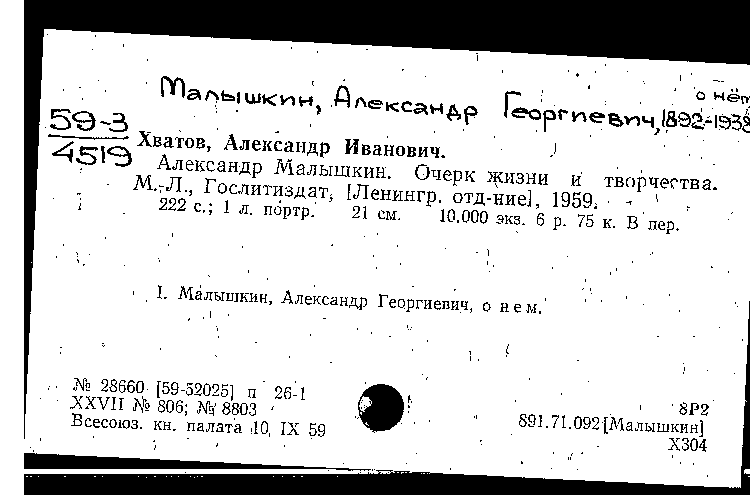 о нём
Малышкин, Александр Георгиевич, 1892-1938
59-3
4519
Хватов, Александр Иванович.
Александр Малышкин. Очерк жизни и творчества.
М.-Л., Гослитиздат, [Ленингр. отд-ние], 1959.
222 с.; 1 л. портр. 21 см. 10.000 экз. 6 р. 75 к. В пер.
I. Малышкин, Александр Георгиевич, о нем.
№ 28660 [59-52025] п 26-1
XXVII № 806; № 8803
Всесоюз. кн. палата 10, IX 59
8Р2
891.71.092[Малышкин]
Х304